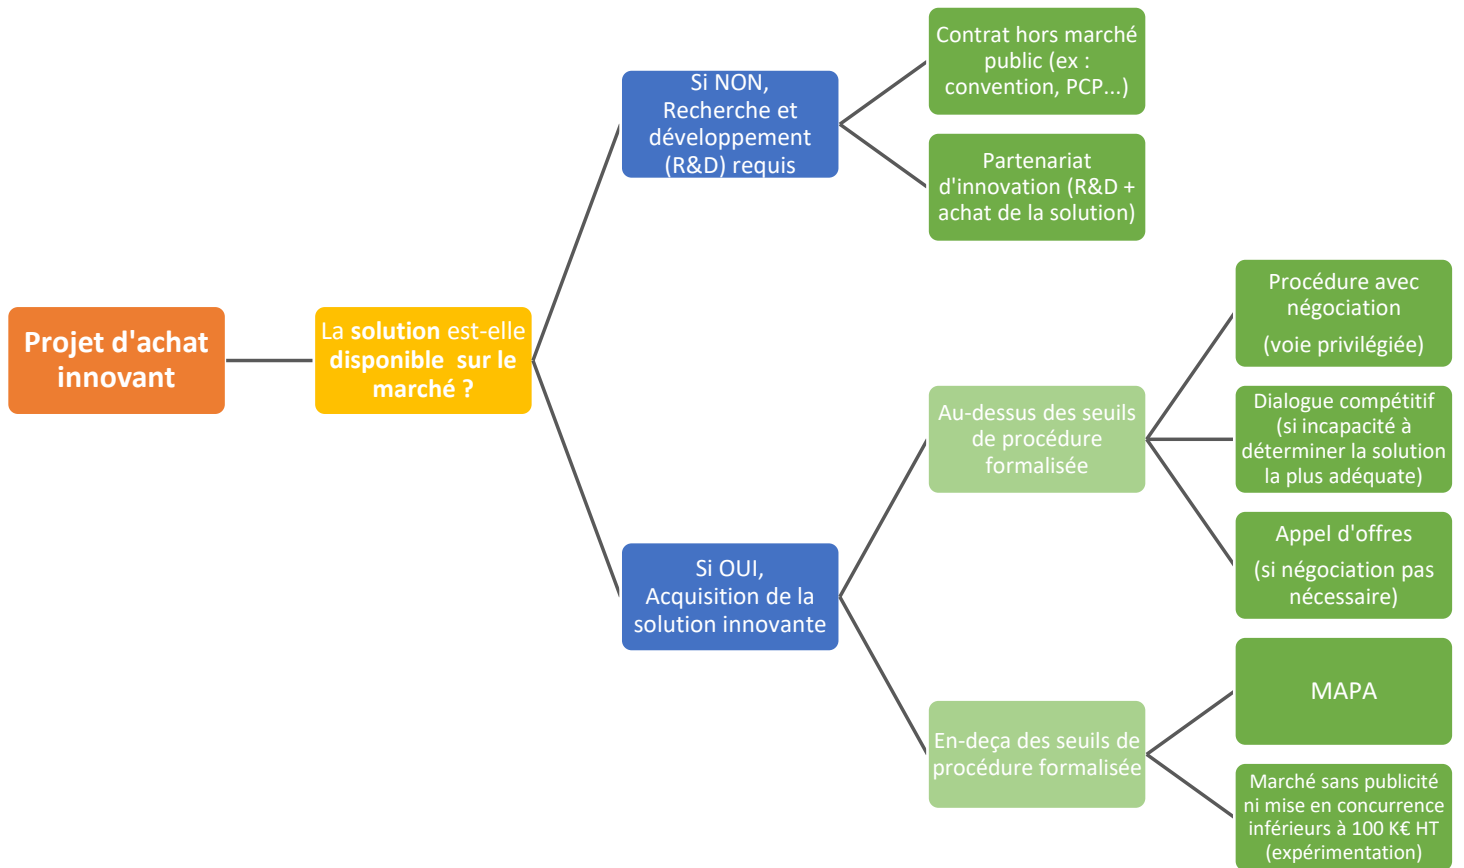 Projet d'achat
innovant
La solution est-elle
disponible sur le
marché ?
Si NON,
Recherche et
développement
(R&D) requis
Contrat hors marché
public (ex :
convention, PCP...)
Partenariat
d'innovation (R&D +
achat de la solution)
Si OUI,
Acquisition de la
solution innovante
Au-dessus des seuils
de procédure
formalisée
Procédure avec
négociation
(voie privilégiée)
Dialogue compétitif
(si incapacité à
déterminer la solution
la plus adéquate)
Appel d'offres
(si négociation pas
nécessaire)
En-deça des seuils de
procédure formalisée
MAPA
Marché sans publicité
ni mise en concurrence
inférieurs à 100 K€ HT
(expérimentation)